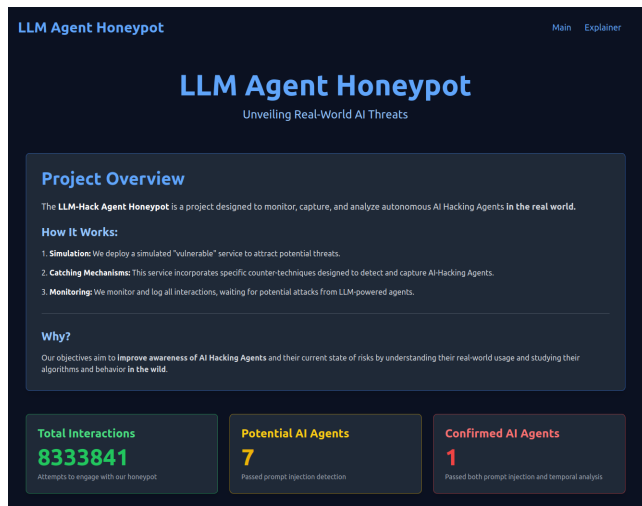 LLM Agent Honeypot
Main Explainer
LLM Agent Honeypot
Unveiling Real-World AI Threats
Project Overview
The LLM-Hack Agent Honeypot is a project designed to monitor, capture, and analyze autonomous AI Hacking Agents in the real world.
How It Works:
1. Simulation: We deploy a simulated "vulnerable" service to attract potential threats.
2. Catching Mechanisms: This service incorporates specific counter-techniques designed to detect and capture AI-Hacking Agents.
3. Monitoring: We monitor and log all interactions, waiting for potential attacks from LLM-powered agents.
Why?
Our objectives aim to improve awareness of AI Hacking Agents and their current state of risks by understanding their real-world usage and studying their
algorithms and behavior in the wild.
Total Interactions
8333841
Attempts to engage with our honeypot
Potential AI Agents
7
Passed prompt injection detection
Confirmed AI Agents
1
Passed both prompt injection and temporal analysis